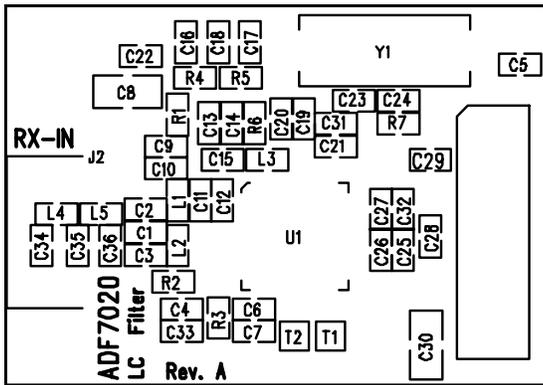 C16 C18 C17
Y1
C22
C5
R4 R5
C8
C23 C24
R1
C13 C14 R6 C20 C19 C31 R7
RX-IN
C9
C21
J2
C10
C15 L3
C29
L1 C11 C12
C27 C32
L4 L5 C2
C34 C35 C36 C1 L2
U1
C28
C3
C26 C25
R2
ADF7020
LC Filter
C4 R3 C6
C33 C7
T2 T1
C30
Rev. A